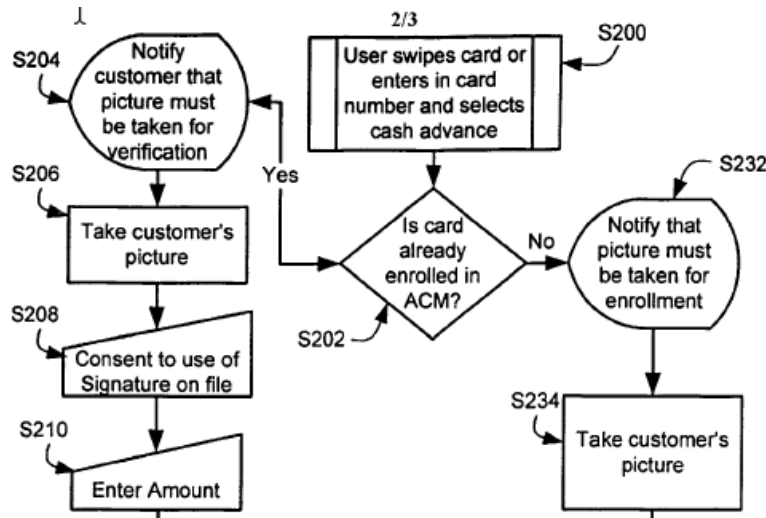 2/3
S204
Notify
customer that
picture must
be taken for
verification
User swipes card or
enters in card
number and selects
cash advance
S200
S206
Take customer's
picture
Yes
Is card
already
enrolled in
ACM?
S202
No
S232
Notify that
picture must
be taken for
enrollment
S208
Consent to use of
Signature on file
S234
Take customer's
picture
S210
Enter Amount